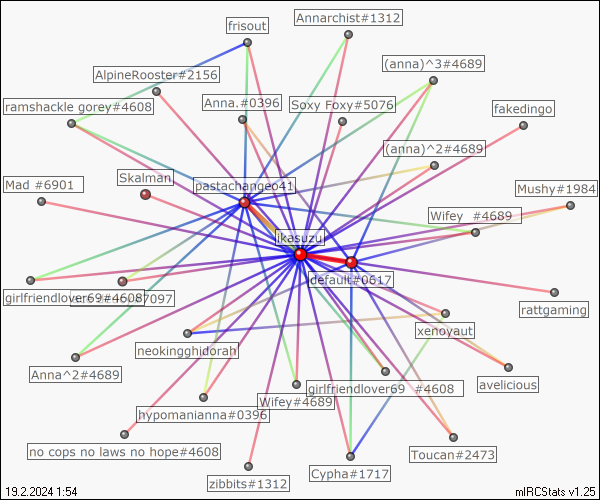 Annarchist#1312
frisout
(anna)^3#4689
AlpineRooster#2156
ramshackle gorey#4608
Anna.#0396
Soxy Foxy#5076
fakedingo
(anna)^2#4689
Skalman
Mad #6901
pastachangeo41
Mushy#1984
Wifey #4689
ikasuzu
default#0617
girlfriendlover69#4608
7097
rattgaming
xenoyaut
neokingghidorah
Anna^2#4689
avelicious
girlfriendlover69 #4608
Wifey#4689
hypomanianna#0396
no cops no laws no hope#4608
Toucan#2473
Cypha#1717
zibbits#1312
19.2.2024 1:54
mIRCStats v1.25